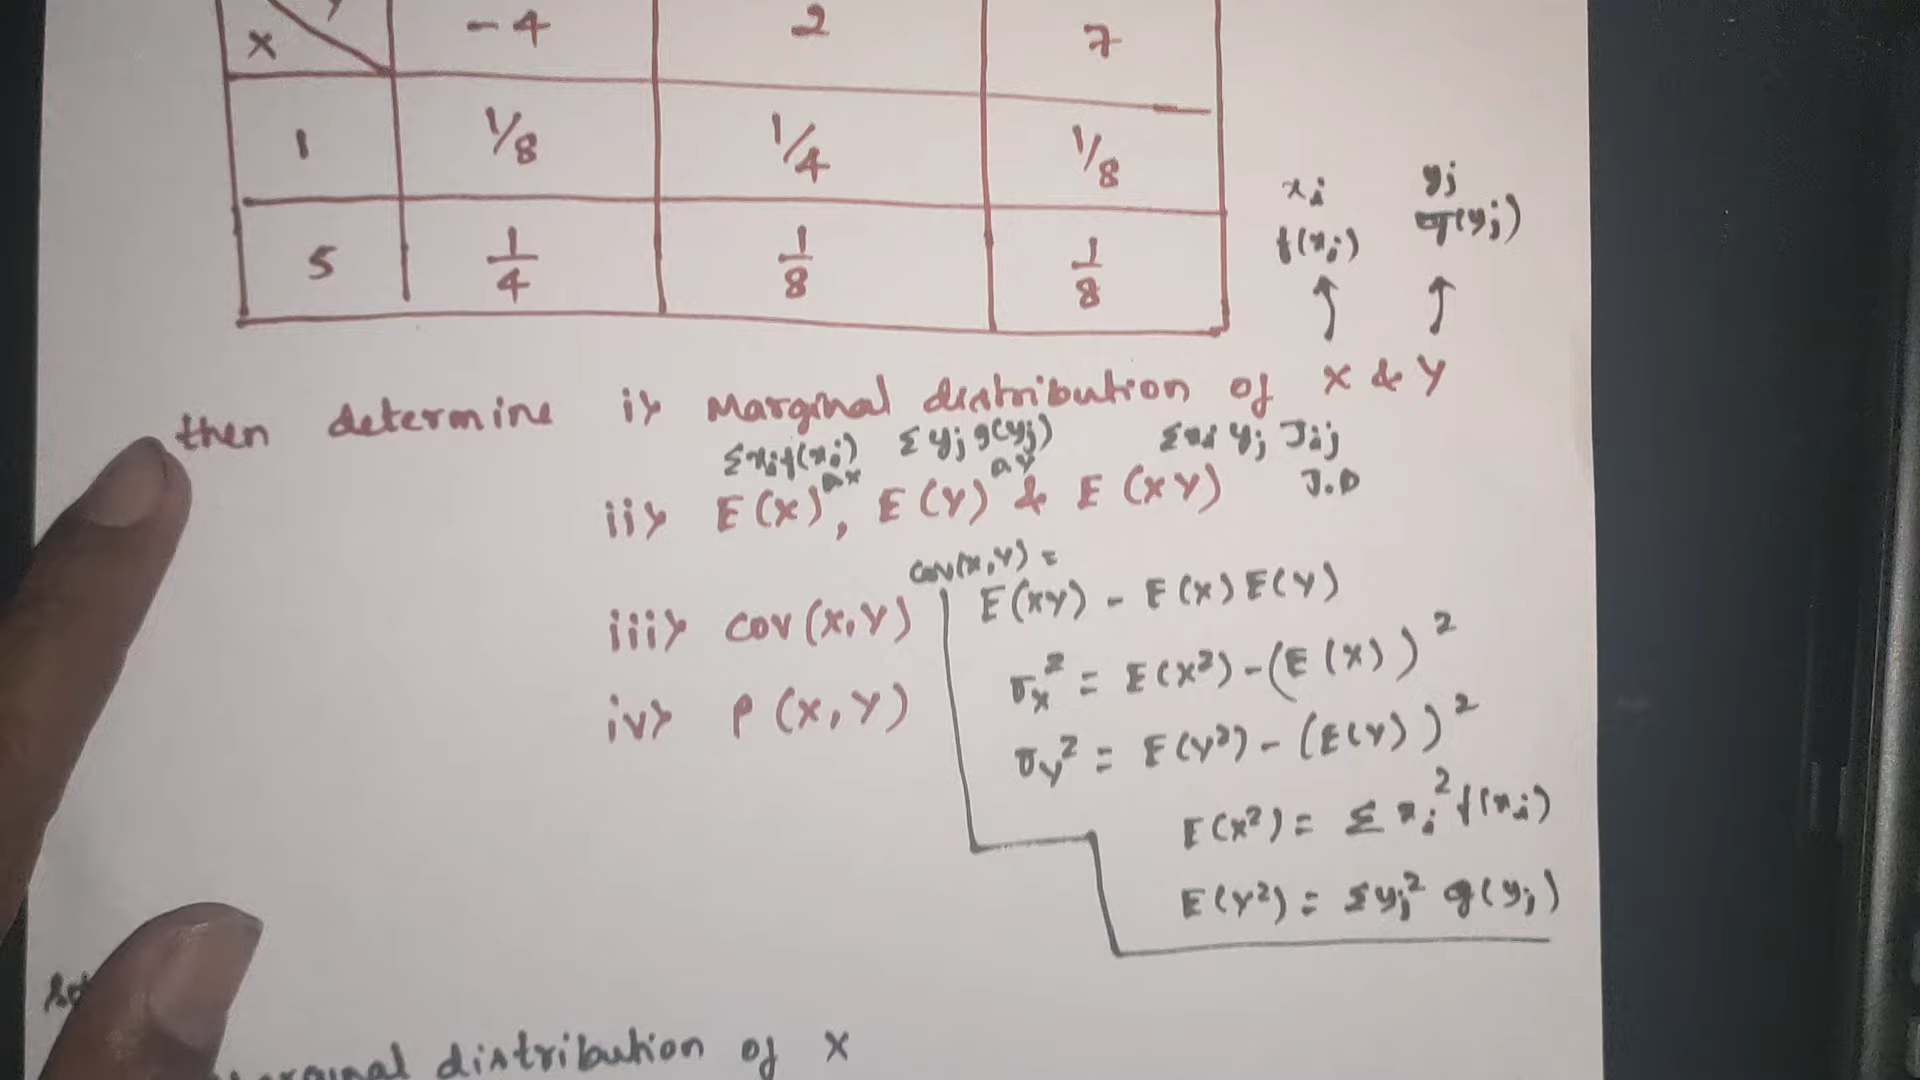 X -4 2 7
1 1/8 1/4 1/8
5 1/4 1/8 1/8
xi yj
f(xi) g(yj)
then determine i> Marginal distribution of X & Y
Σxif(xi) Σyjg(yj) Σxi yj Jij
ii> E(X), E(Y) & E(XY) J.D
cov(x,y) =
iii> cov(x,y) E(XY) - E(X)E(Y)
σx² = E(X²) - (E(X))²
iv> ρ(X,Y) σy² = E(Y²) - (E(Y))²
E(X²) = Σxi² f(xi)
E(Y²) = Σyj² g(yj)
distribution of X